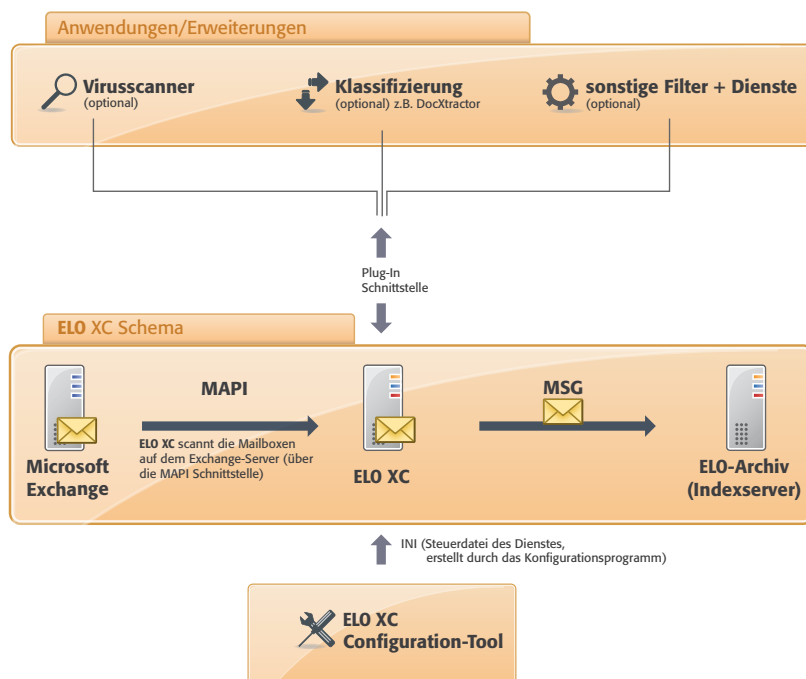 Anwendungen/Erweiterungen
Virusscanner
(optional)
Klassifizierung
(optional) z.B. DocXtractor
sonstige Filter + Dienste
(optional)
Plug-In
Schnittstelle
ELO XC Schema
MAPI
MSG
ELO XC scannt die Mailboxen
auf dem Exchange-Server (über
die MAPI Schnittstelle)
Microsoft
Exchange
ELO XC
ELO-Archiv
(Indexserver)
INI (Steuerdatei des Dienstes,
erstellt durch das Konfigurationsprogramm)
ELO XC
Configuration-Tool